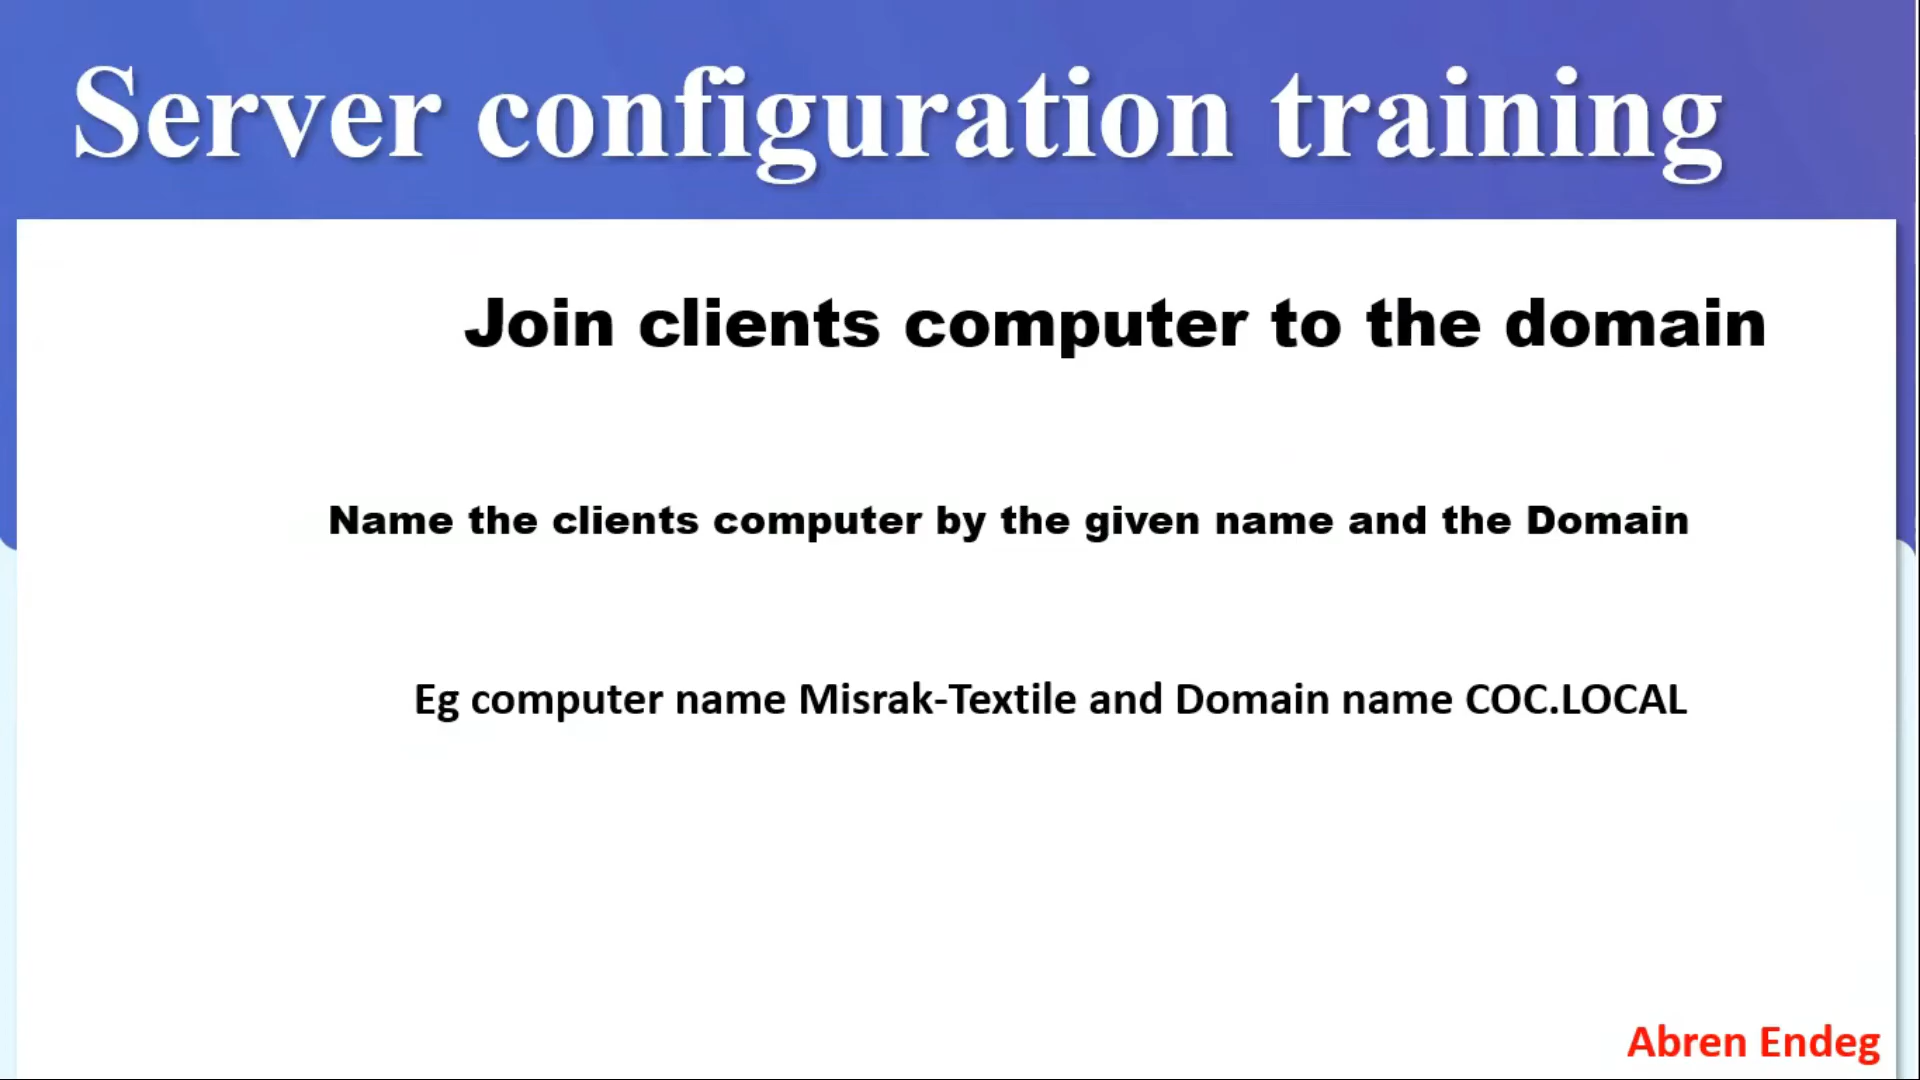 Server configuration training
Join clients computer to the domain
Name the clients computer by the given name and the Domain
Eg computer name Misrak-Textile and Domain name COC.LOCAL
Abren Endeg